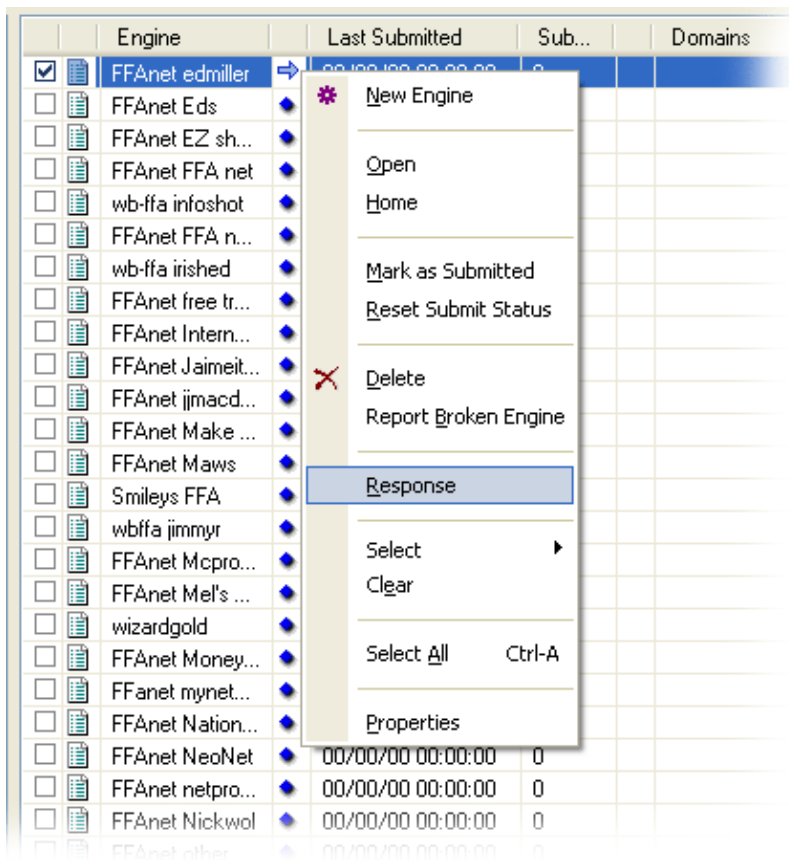 Engine Last Submitted Sub... Domains
FFAnet edmiller
FFAnet Eds
FFAnet EZ sh...
FFAnet FFA net
wb-ffa infoshot
FFAnet FFA n...
wb-ffa irished
FFAnet free tr...
FFAnet Intern...
FFAnet Jaimeit...
FFAnet jjmacd...
FFAnet Make ...
FFAnet Maws
Smileys FFA
wbffa jimmyr
FFAnet Mcpro...
FFAnet Mel's ...
wizardgold
FFAnet Money...
FFanet mynet...
FFAnet Nation...
FFAnet NeoNet 00/00/00 00:00:00 0
FFAnet netpro... 00/00/00 00:00:00 0
FFAnet Nickwol 00/00/00 00:00:00 0
New Engine
Open
Home
Mark as Submitted
Reset Submit Status
Delete
Report Broken Engine
Response
Select
Clear
Select All Ctrl-A
Properties